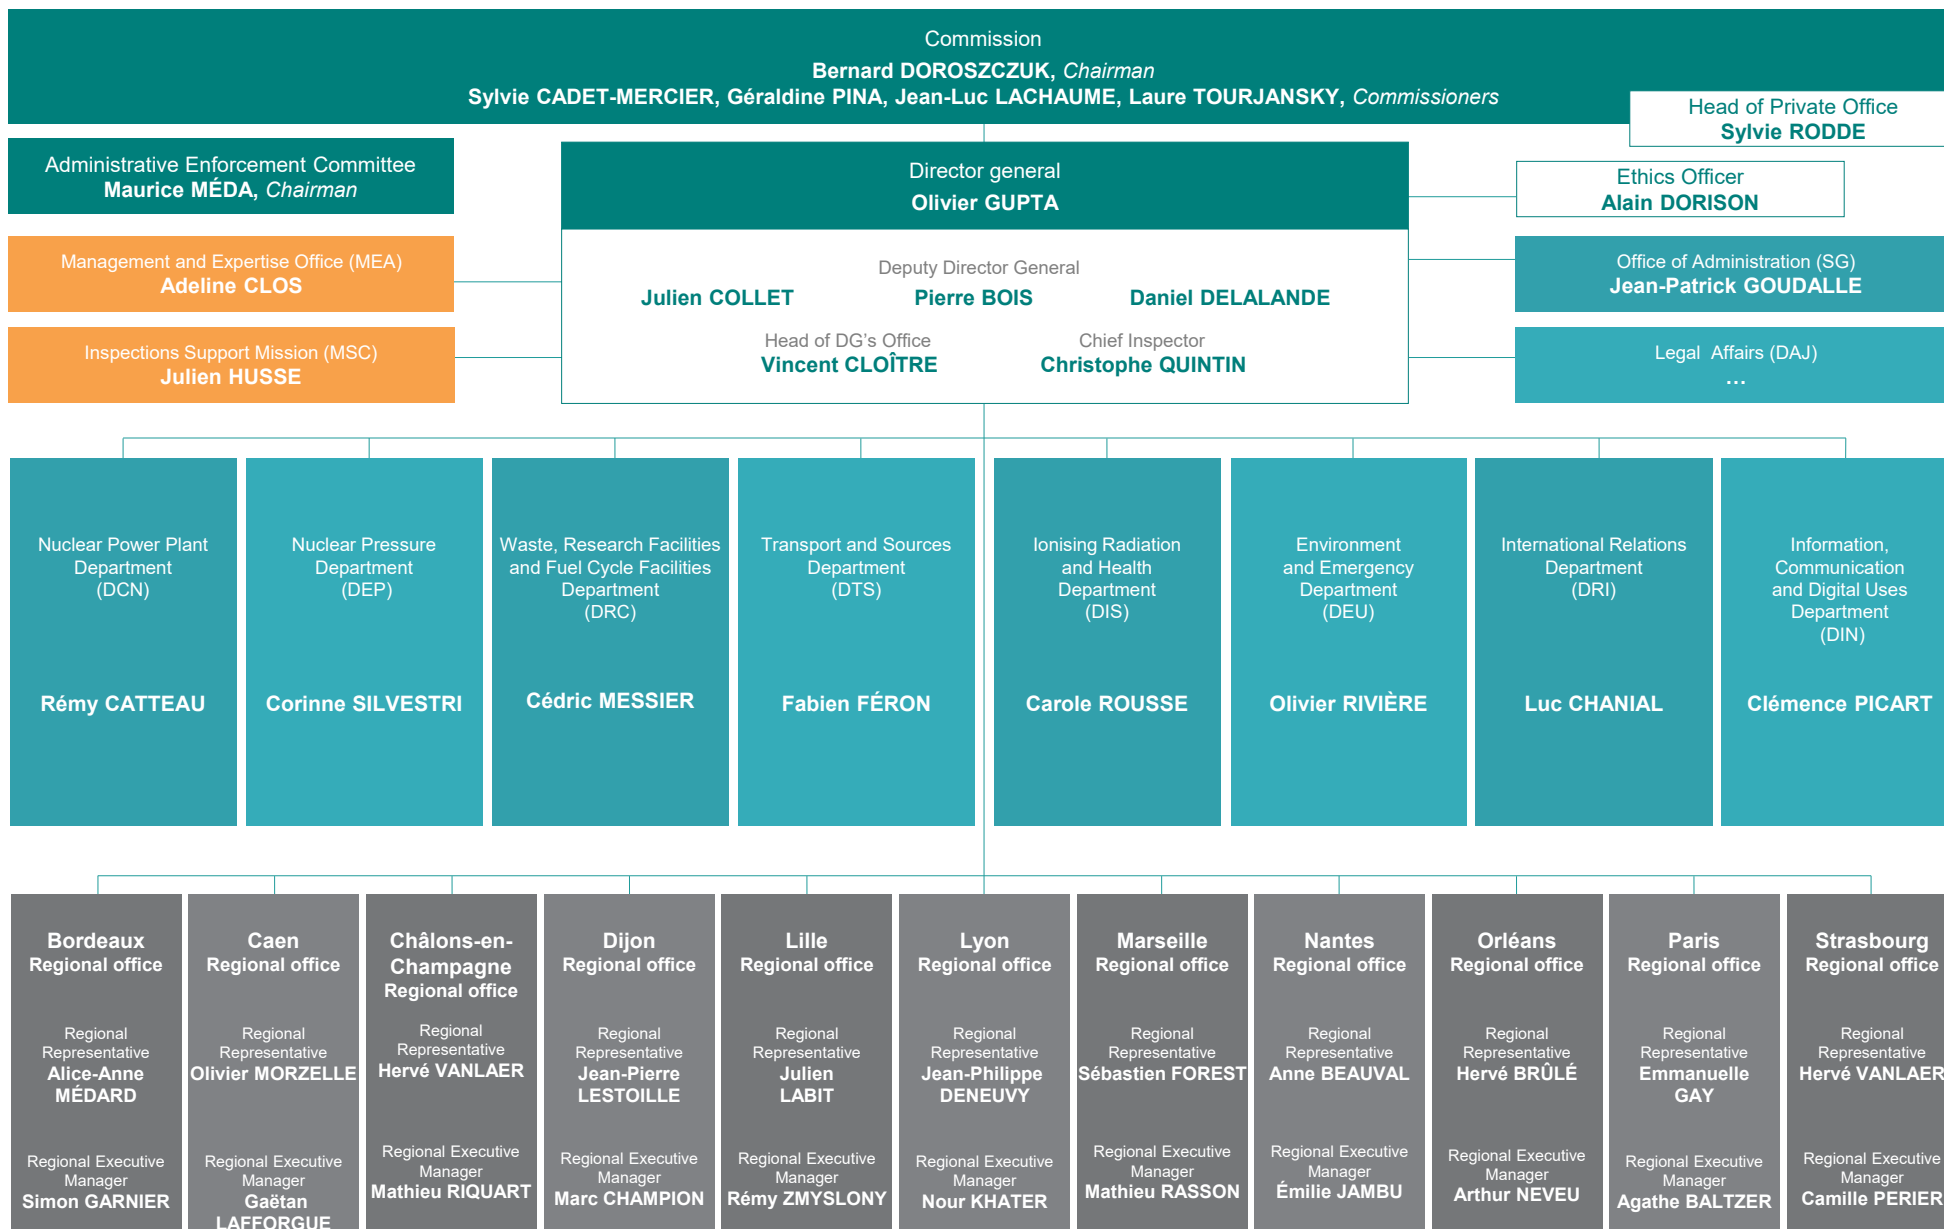 Commission
Bernard DOROSZCZUK, Chairman
Sylvie CADET-MERCIER, Géraldine PINA, Jean-Luc LACHAUME, Laure TOURJANSKY, Commissioners
Head of Private Office
Sylvie RODDE
Administrative Enforcement Committee
Maurice MÉDA, Chairman
Director general
Olivier GUPTA
Ethics Officer
Alain DORISON
Management and Expertise Office (MEA)
Adeline CLOS
Deputy Director General
Julien COLLET
Pierre BOIS
Daniel DELALANDE
Office of Administration (SG)
Jean-Patrick GOUDALLE
Inspections Support Mission (MSC)
Julien HUSSE
Head of DG's Office
Vincent CLOÎTRE
Chief Inspector
Christophe QUINTIN
Legal Affairs (DAJ)
...
Nuclear Power Plant
Department
(DCN)
Rémy CATTEAU
Nuclear Pressure
Department
(DEP)
Corinne SILVESTRI
Waste, Research Facilities
and Fuel Cycle Facilities
Department
(DRC)
Cédric MESSIER
Transport and Sources
Department
(DTS)
Fabien FÉRON
Ionising Radiation
and Health
Department
(DIS)
Carole ROUSSE
Environment
and Emergency
Department
(DEU)
Olivier RIVIÈRE
International Relations
Department
(DRI)
Luc CHANIAL
Information,
Communication
and Digital Uses
Department
(DIN)
Clémence PICART
Bordeaux
Regional office
Regional
Representative
Alice-Anne
MÉDARD
Regional Executive
Manager
Simon GARNIER
Caen
Regional office
Regional
Representative
Olivier MORZELLE
Regional Executive
Manager
Gaëtan
LAFFORGUE
Châlons-en-
Champagne
Regional office
Regional
Representative
Hervé VANLAER
Regional Executive
Manager
Mathieu RIQUART
Dijon
Regional office
Regional
Representative
Jean-Pierre
LESTOILLE
Regional Executive
Manager
Marc CHAMPION
Lille
Regional office
Regional
Representative
Julien
LABIT
Regional Executive
Manager
Rémy ZMYSLONY
Lyon
Regional office
Regional
Representative
Jean-Philippe
DENEUVY
Regional Executive
Manager
Nour KHATER
Marseille
Regional office
Regional
Representative
Sébastien FOREST
Regional Executive
Manager
Mathieu RASSON
Nantes
Regional office
Regional
Representative
Anne BEAUVAL
Regional Executive
Manager
Émilie JAMBU
Orléans
Regional office
Regional
Representative
Hervé BRÛLÉ
Regional Executive
Manager
Arthur NEVEU
Paris
Regional office
Regional
Representative
Emmanuelle
GAY
Regional Executive
Manager
Agathe BALTZER
Strasbourg
Regional office
Regional
Representative
Hervé VANLAER
Regional Executive
Manager
Camille PERIER